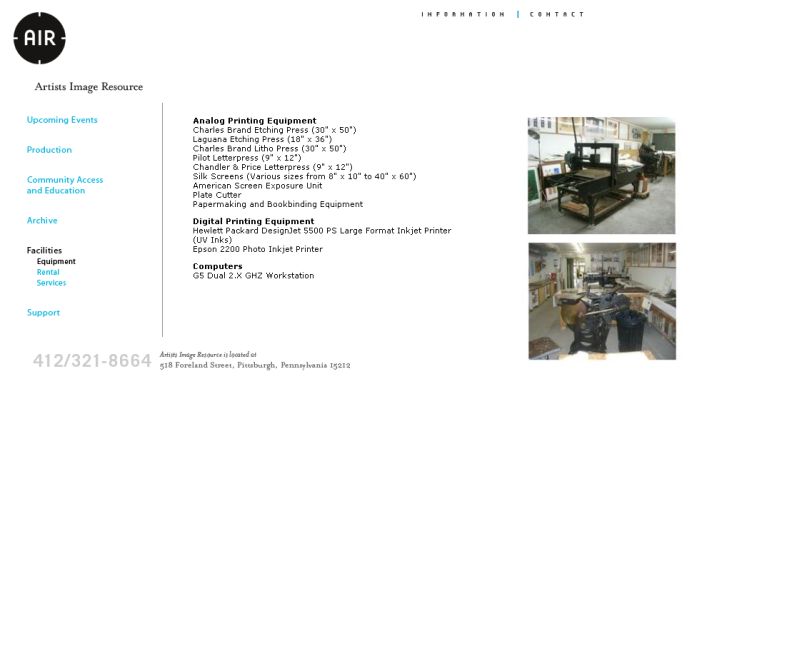 INFORMATION | CONTACT
AIR
Artists Image Resource
Upcoming Events
Production
Community Access
and Education
Archive
Facilities
Equipment
Rental
Services
Support
Analog Printing Equipment
Charles Brand Etching Press (30" x 50")
Laguana Etching Press (18" x 36")
Charles Brand Litho Press (30" x 50")
Pilot Letterpress (9" x 12")
Chandler & Price Letterpress (9" x 12")
Silk Screens (Various sizes from 8" x 10" to 40" x 60")
American Screen Exposure Unit
Plate Cutter
Papermaking and Bookbinding Equipment
Digital Printing Equipment
Hewlett Packard DesignJet 5500 PS Large Format Inkjet Printer
(UV Inks)
Epson 2200 Photo Inkjet Printer
Computers
G5 Dual 2.X GHZ Workstation
412/321-8664
Artists Image Resource is located at
518 Foreland Street, Pittsburgh, Pennsylvania 15212